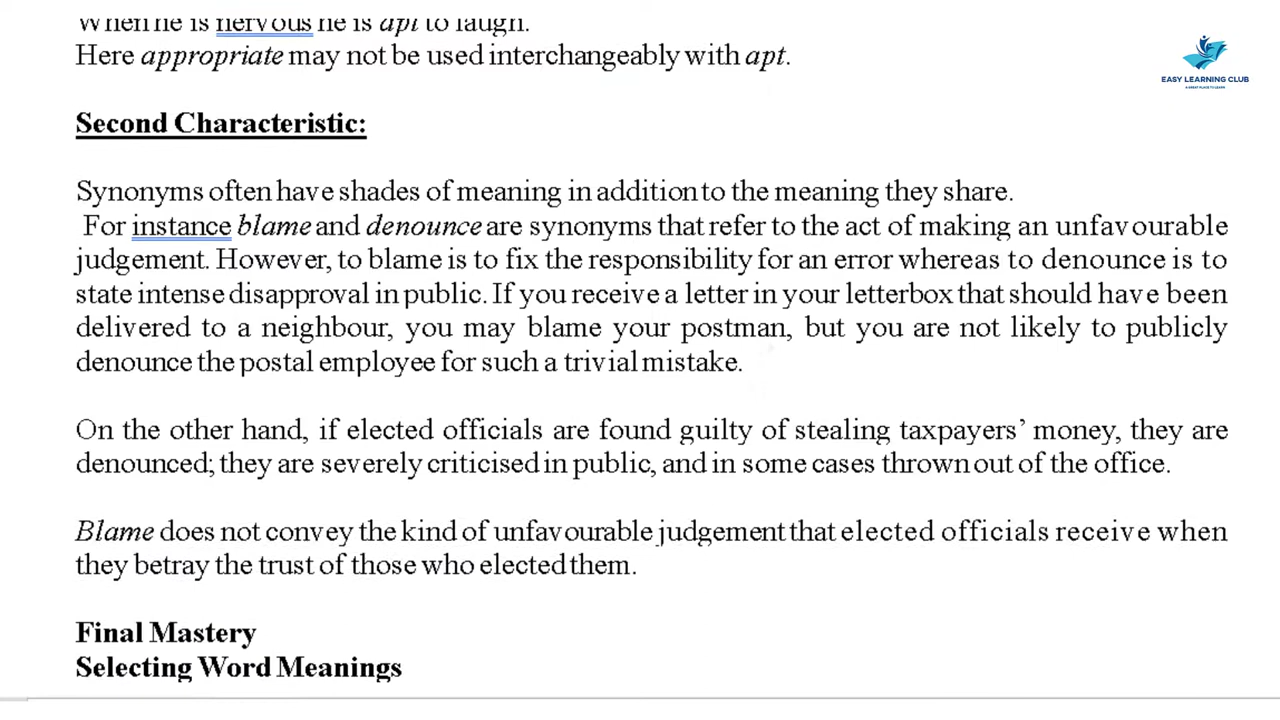 When he is nervous he is apt to laugh.
Here appropriate may not be used interchangeably with apt.
EASY LEARNING CLUB
A GREAT PLACE TO LEARN
Second Characteristic:
Synonyms often have shades of meaning in addition to the meaning they share.
For instance blame and denounce are synonyms that refer to the act of making an unfavourable
judgement. However, to blame is to fix the responsibility for an error whereas to denounce is to
state intense disapproval in public. If you receive a letter in your letterbox that should have been
delivered to a neighbour, you may blame your postman, but you are not likely to publicly
denounce the postal employee for such a trivial mistake.
On the other hand, if elected officials are found guilty of stealing taxpayers’ money, they are
denounced; they are severely criticised in public, and in some cases thrown out of the office.
Blame does not convey the kind of unfavourable judgement that elected officials receive when
they betray the trust of those who elected them.
Final Mastery
Selecting Word Meanings